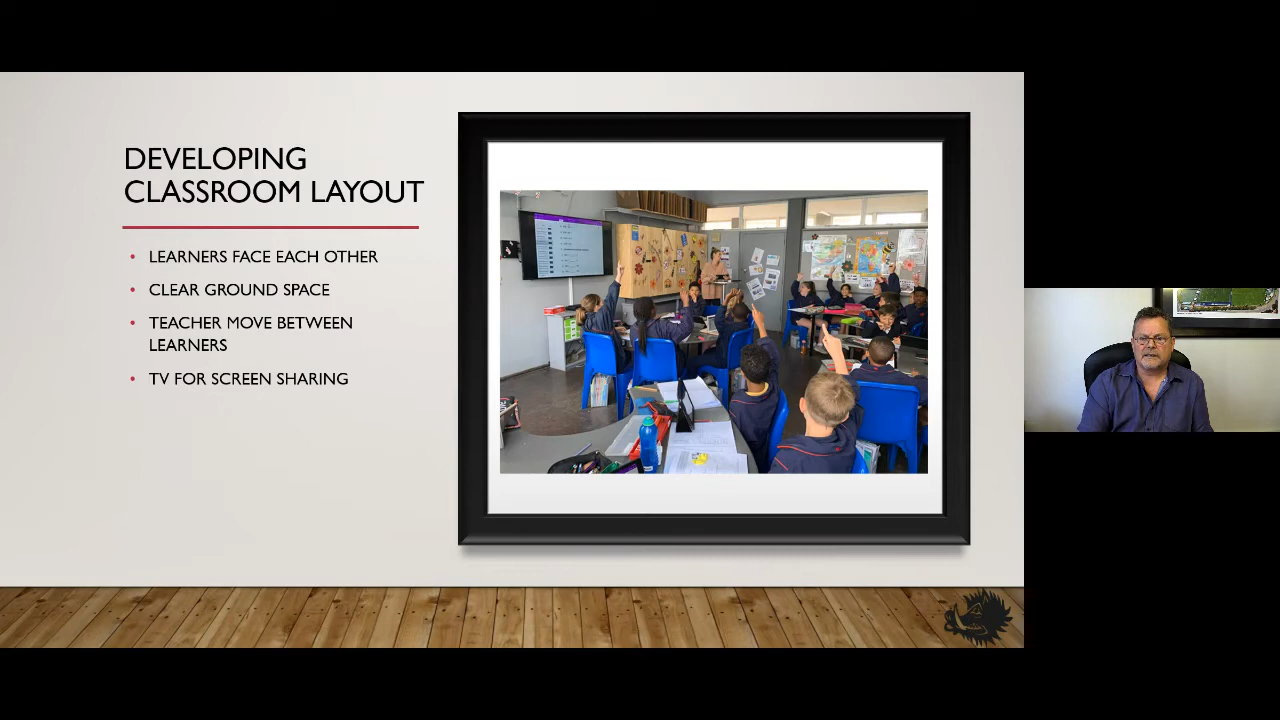 DEVELOPING
CLASSROOM LAYOUT
• LEARNERS FACE EACH OTHER
• CLEAR GROUND SPACE
• TEACHER MOVE BETWEEN
LEARNERS
• TV FOR SCREEN SHARING